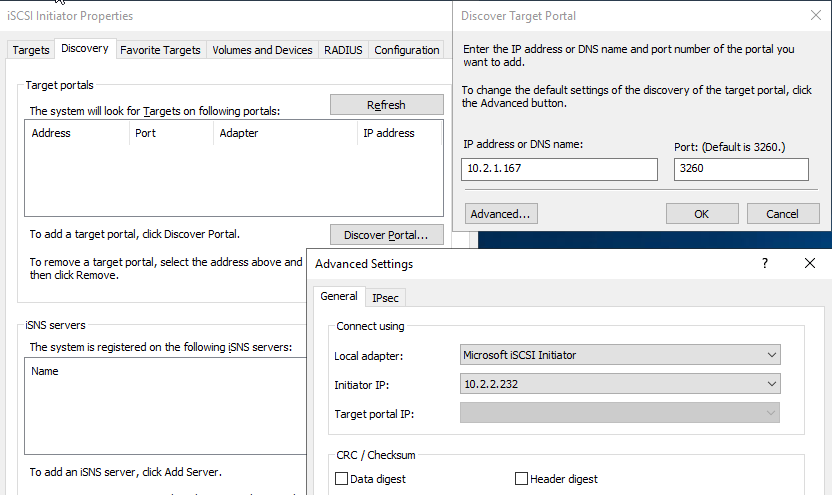 iSCSI Initiator Properties
Targets
Discovery
Favorite Targets
Volumes and Devices
RADIUS
Configuration
Target portals
The system will look for Targets on following portals:
Refresh
Address
Port
Adapter
IP address
To add a target portal, click Discover Portal.
Discover Portal...
To remove a target portal, select the address above and
then click Remove.
iSNS servers
The system is registered on the following iSNS servers:
Name
To add an iSNS server, click Add Server.
Discover Target Portal
Enter the IP address or DNS name and port number of the portal you
want to add.
To change the default settings of the discovery of the target portal, click
the Advanced button.
IP address or DNS name:
Port: (Default is 3260.)
10.2.1.167
3260
Advanced...
OK
Cancel
Advanced Settings
?
General
IPsec
Connect using
Local adapter:
Microsoft iSCSI Initiator
Initiator IP:
10.2.2.232
Target portal IP:
CRC / Checksum
Data digest
Header digest